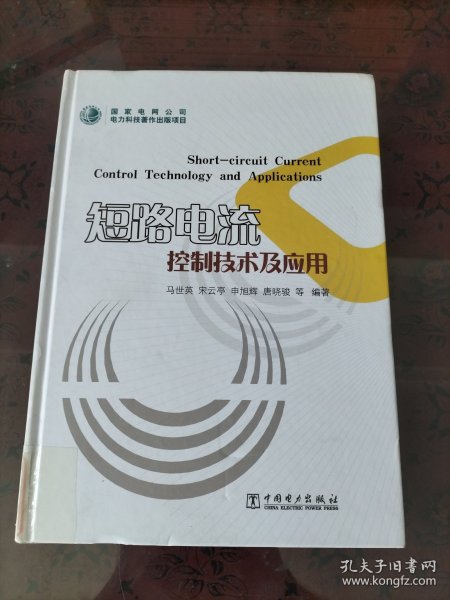 国家电网公司
电力科技著作出版项目
Short-circuit Current
Control Technology and Applications
短路电流
控制技术及应用
马世英 宋云亭 申旭辉 唐晓骏 等 编著
中国电力出版社
CHINA ELECTRIC POWER PRESS
孔夫子旧书网
www.kongfz.com